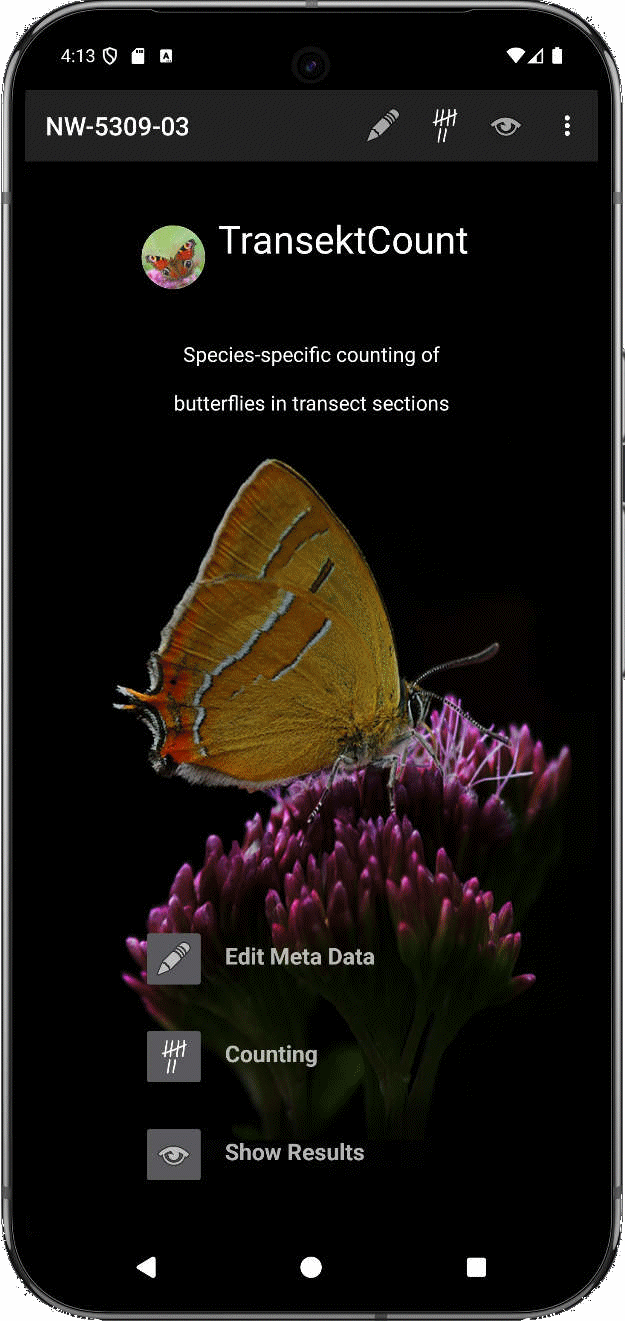 4:13
NW-5309-03
TransektCount
Species-specific counting of
butterflies in transect sections
Edit Meta Data
Counting
Show Results